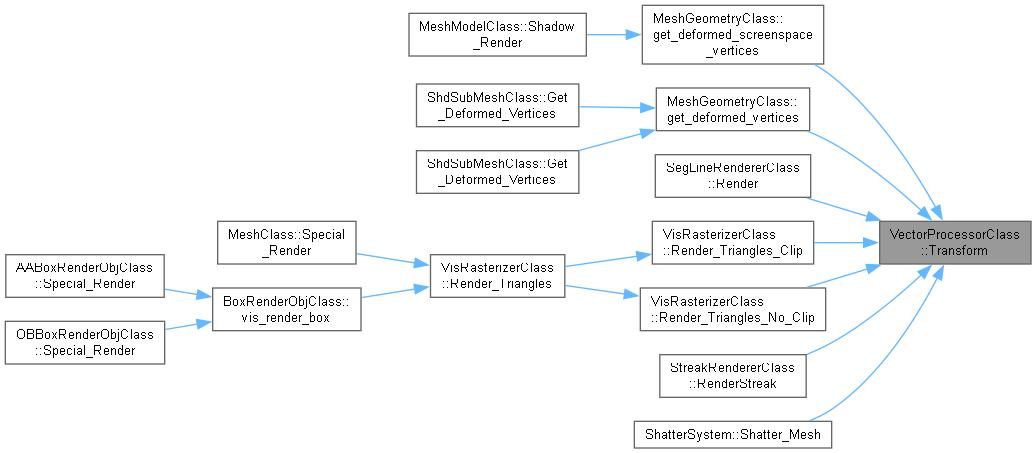 MeshModelClass::Shadow
_Render
MeshGeometryClass::
get_deformed_screenspace
_vertices
ShdSubMeshClass::Get
_Deformed_Vertices
MeshGeometryClass::
get_deformed_vertices
ShdSubMeshClass::Get
_Deformed_Vertices
SegLineRendererClass
::Render
MeshClass::Special
_Render
VisRasterizerClass
::Render_Triangles_Clip
VectorProcessorClass
::Transform
AABoxRenderObjClass
::Special_Render
VisRasterizerClass
::Render_Triangles
BoxRenderObjClass::
vis_render_box
VisRasterizerClass
::Render_Triangles_No_Clip
OBBoxRenderObjClass
::Special_Render
StreakRendererClass
::RenderStreak
ShatterSystem::Shatter_Mesh